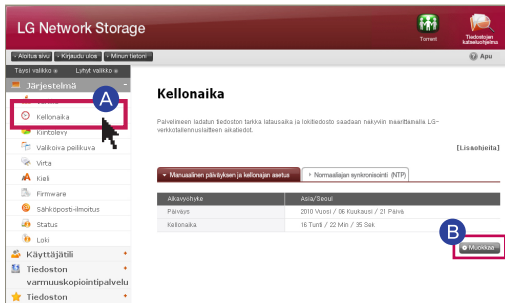 LG Network Storage
Torrent
Tiedostojen katseluohjelma
Aloitus sivu
Kirjaudu ulos
Minun tietoni
Apu
Täysi valikko
Lyhyt valikko
Järjestelmä
A
Kellonaika
Kiintolevy
Valikoiva peilikuva
Virta
Kieli
Firmware
Sähköposti-ilmoitus
Status
Loki
Käyttäjätili
Tiedoston
varmuuskopiointipalvelu
Tiedoston
Kellonaika
Palvelimeen ladatun tiedoston tarkka latausaika ja lokitiedosto saadaan näkyviin määrittämällä LG-
verkkotallennuslaitteen aikatiedot.
[Lisäohjeita]
Manuaalinen päiväyksen ja kellonajan asetus
Normaaliajan synkronisointi (NTP)
Aikavyöhyke Asia/Seoul
Päiväys 2010 Vuosi / 06 Kuukausi / 21 Päivä
Kellonaika 16 Tunti / 22 Min / 35 Sek
B
Muokkaa